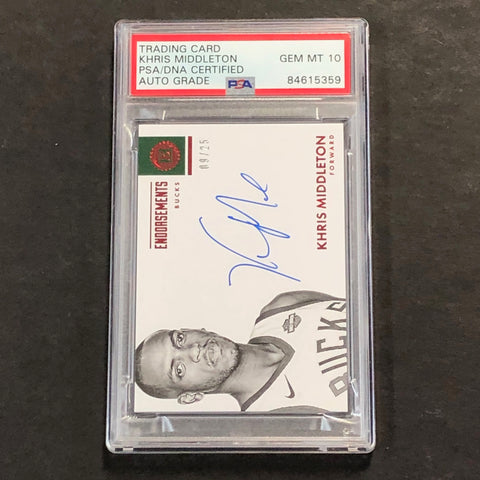 TRADING CARD
KHRIS MIDDLETON
PSA/DNA CERTIFIED
AUTO GRADE
GEM MT 10
PSA
84615359
09/25
ENDORSEMENTS
BUCKS
KHRIS MIDDLETON
FORWARD
BUCKS